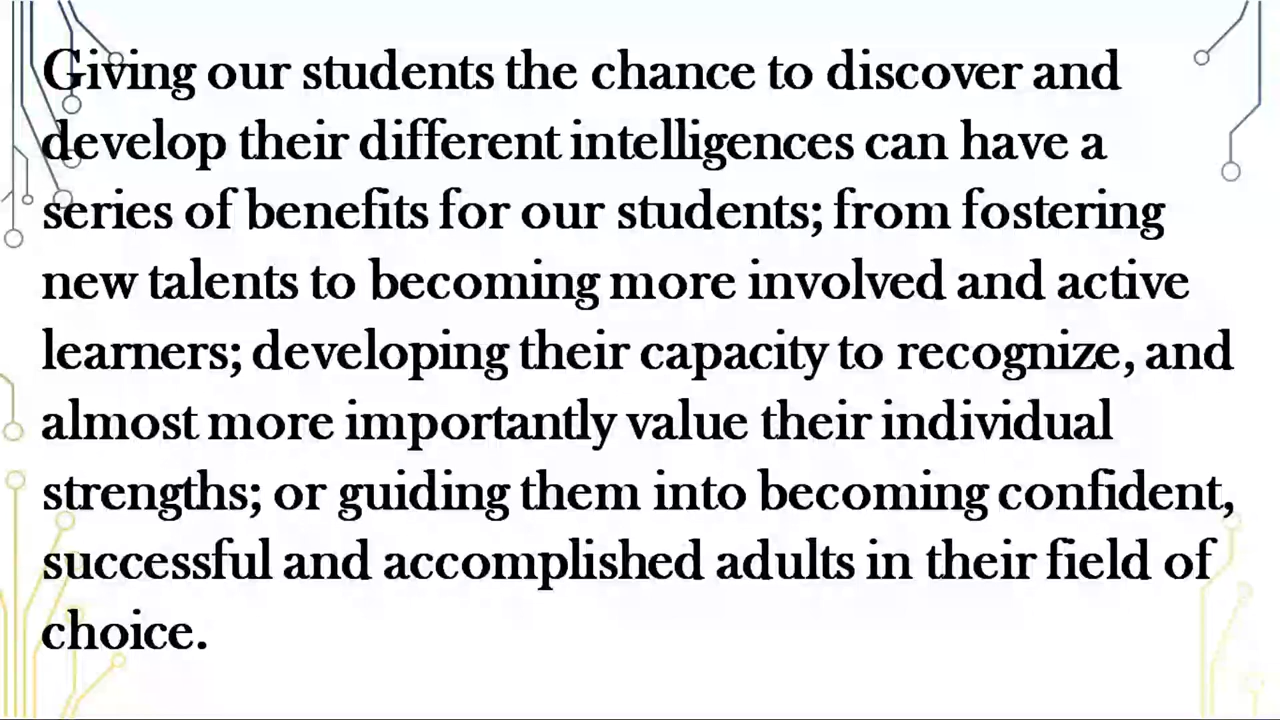 Giving our students the chance to discover and
develop their different intelligences can have a
series of benefits for our students; from fostering
new talents to becoming more involved and active
learners; developing their capacity to recognize, and
almost more importantly value their individual
strengths; or guiding them into becoming confident,
successful and accomplished adults in their field of
choice.